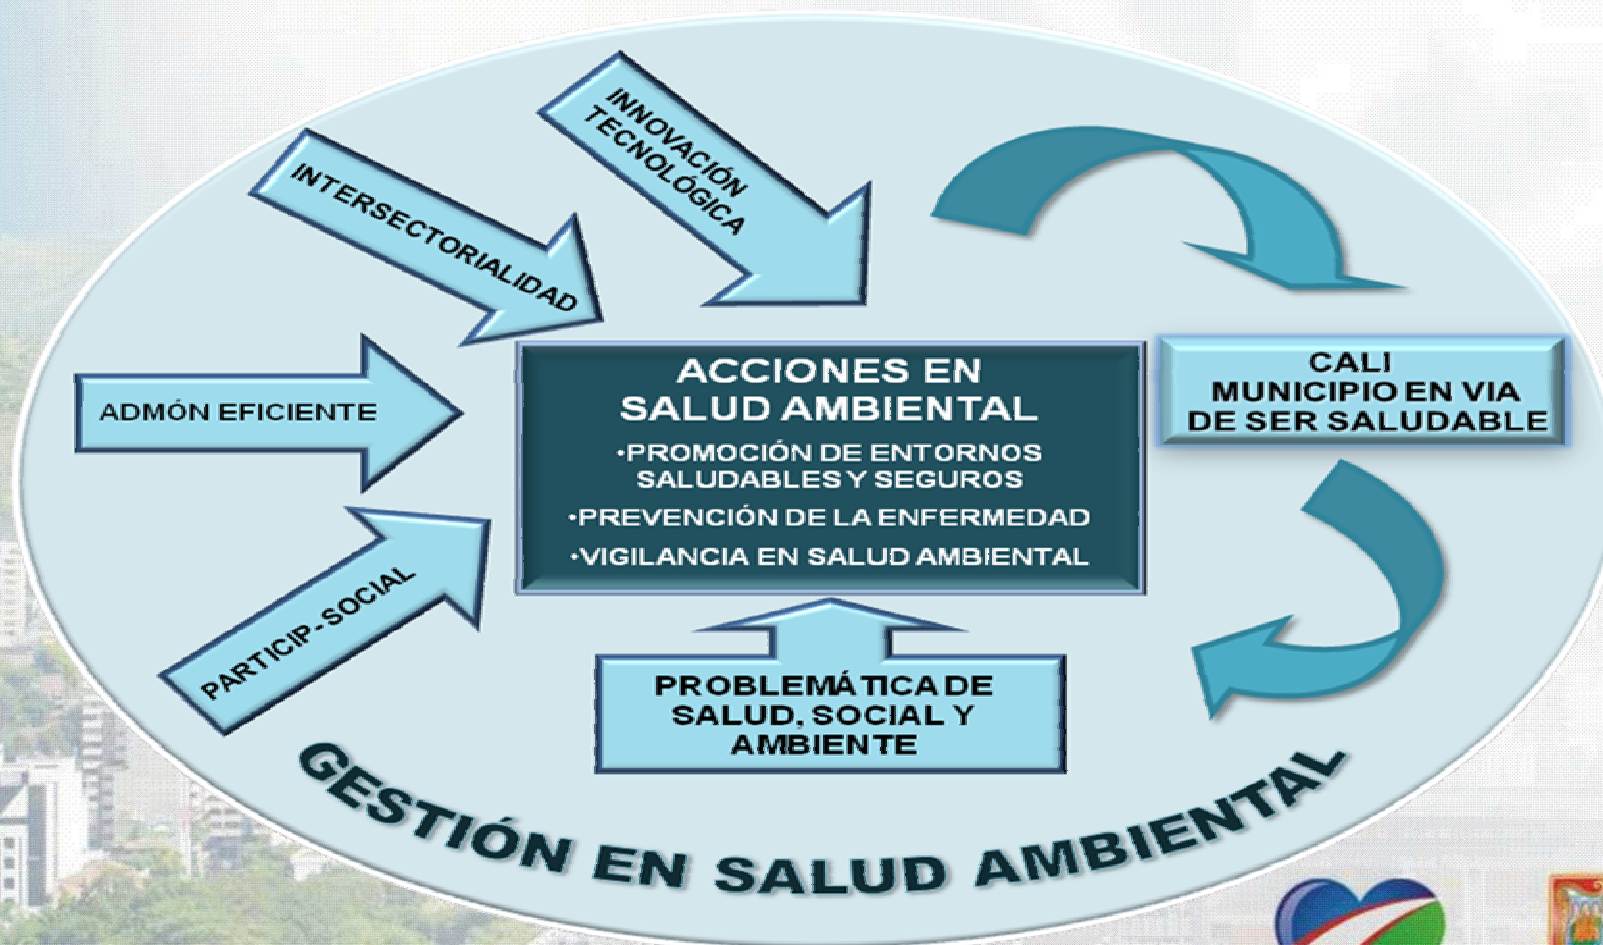 INNOVACIÓN
TECNOLÓGICA
INTERSECTORIALIDAD
ADMÓN EFICIENTE
PARTICIP-SOCIAL
ACCIONES EN
SALUD AMBIENTAL
•PROMOCIÓN DE ENTORNOS
SALUDABLES Y SEGUROS
•PREVENCIÓN DE LA ENFERMEDAD
•VIGILANCIA EN SALUD AMBIENTAL
CALI
MUNICIPIO EN VIA
DE SER SALUDABLE
PROBLEMÁTICA DE
SALUD, SOCIAL Y
AMBIENTE
GESTIÓN EN SALUD AMBIENTAL